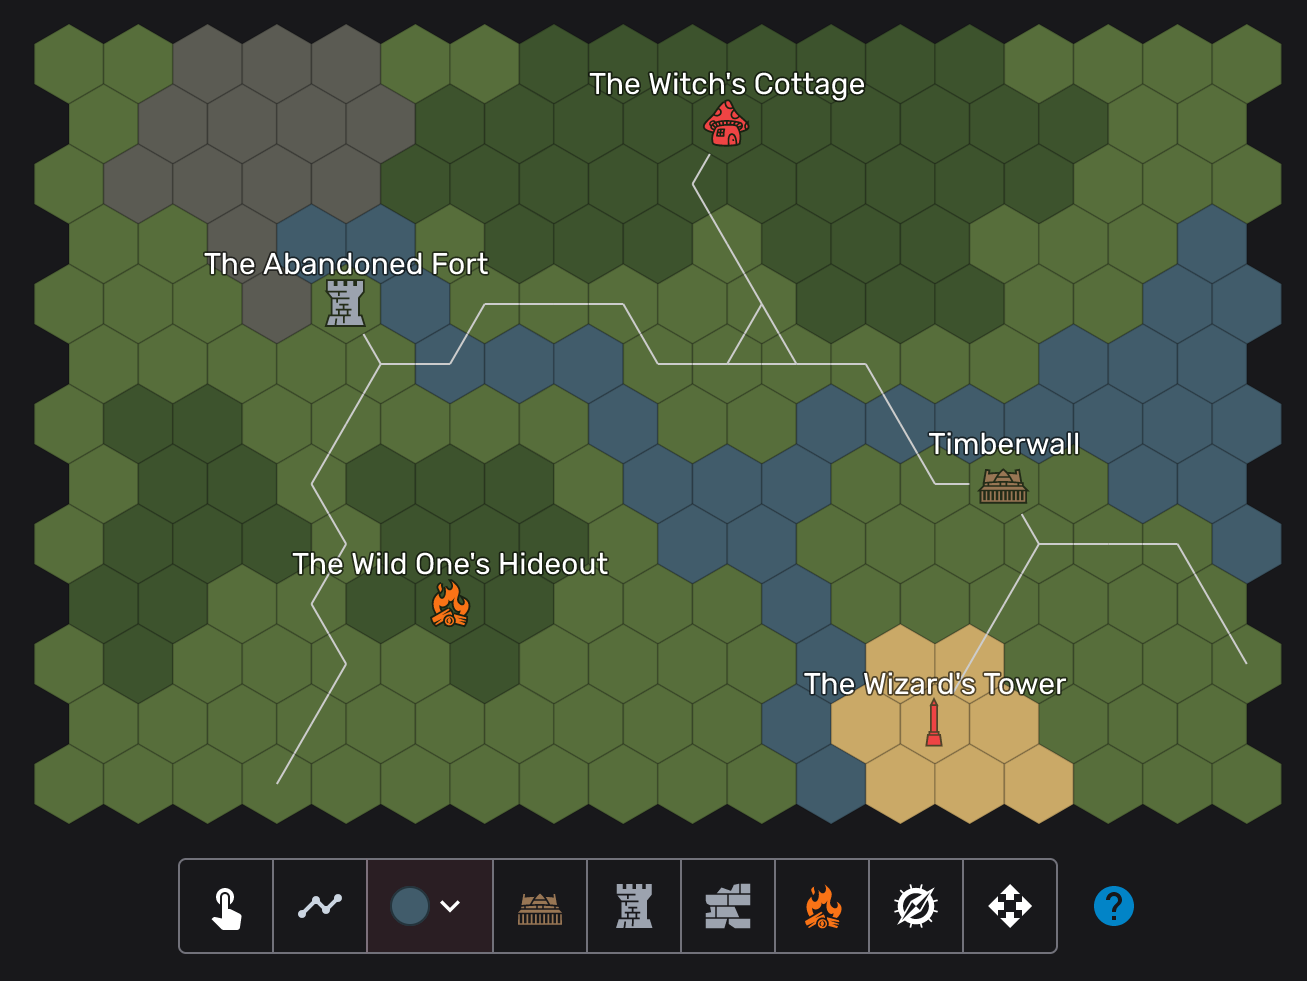 The Witch's Cottage
The Abandoned Fort
Timberwall
The Wild One's Hideout
The Wizard's Tower
?